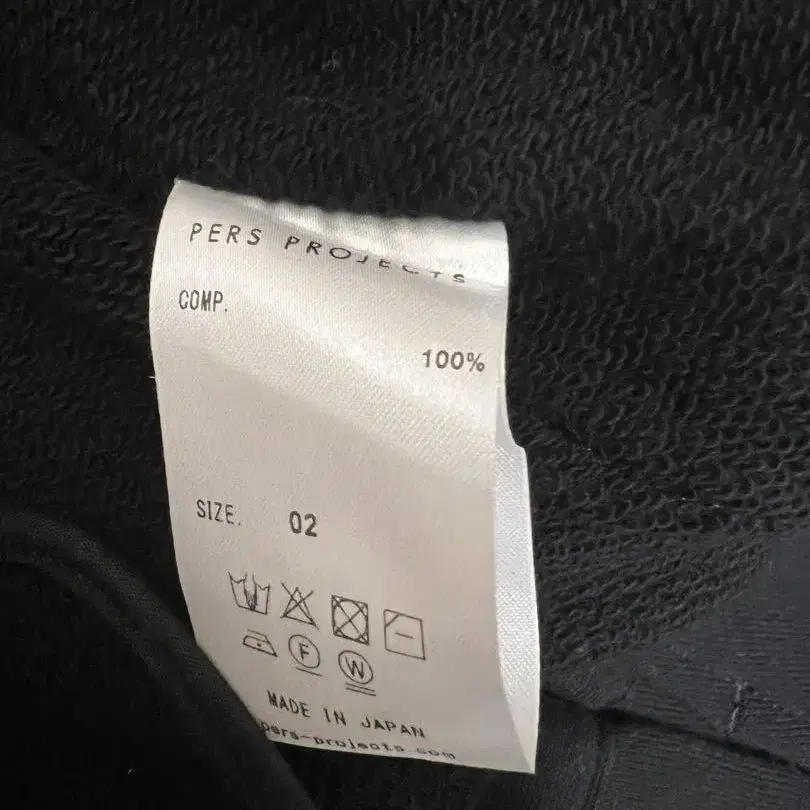 PERS PROJECTS
COMP.
100%
SIZE. 02
F W
MADE IN JAPAN
pers-projects.com